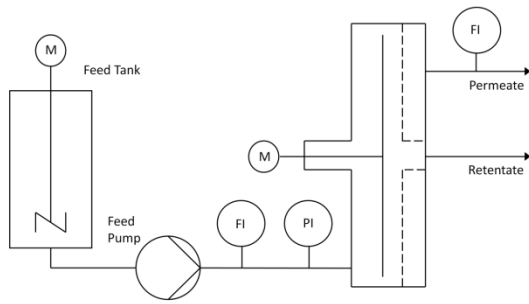 M
Feed Tank
FI
Permeate
M
Retentate
Feed
Pump
FI
PI